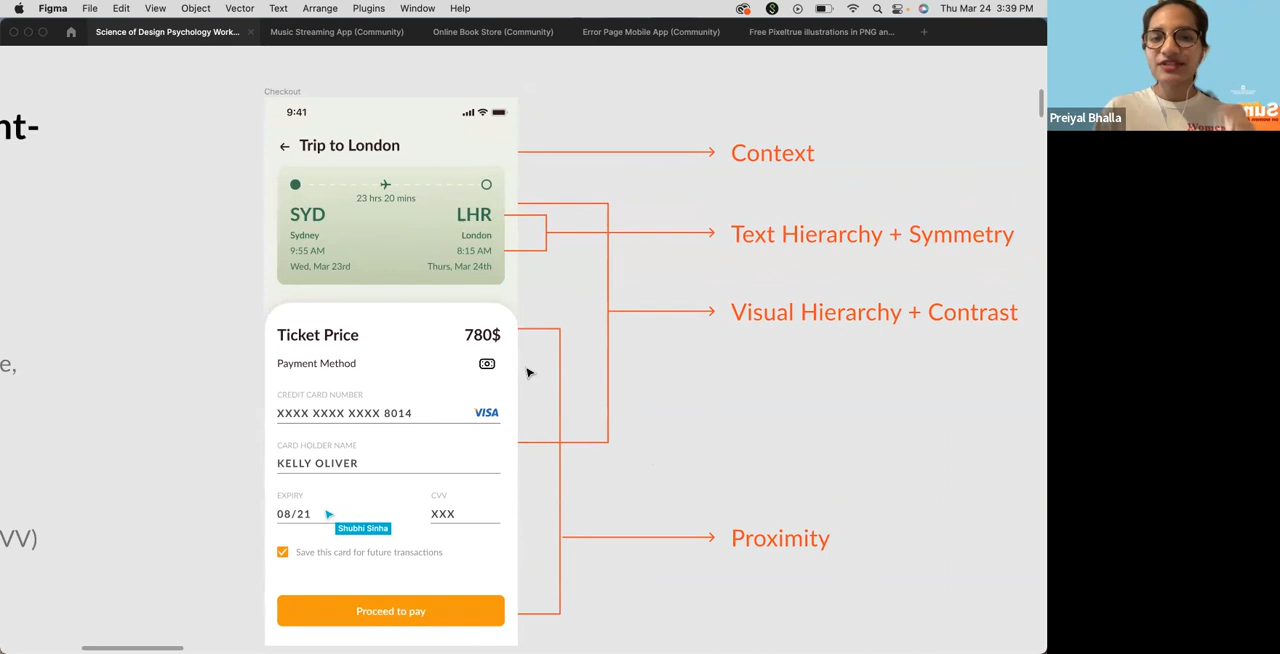 Figma File Edit View Object Vector Text Arrange Plugins Window Help Thu Mar 24 3:39 PM
Science of Design Psychology Work... Music Streaming App (Community) Online Book Store (Community) Error Page Mobile App (Community) Free Pixeltrue illustrations in PNG an...
Preiyal Bhalla
nt-
e,
VV)
Checkout
9:41
Trip to London
23 hrs 20 mins
SYD LHR
Sydney London
9:55 AM 8:15 AM
Wed, Mar 23rd Thurs, Mar 24th
Ticket Price 780$
Payment Method
CREDIT CARD NUMBER
XXXX XXXX XXXX 8014 VISA
CARD HOLDER NAME
KELLY OLIVER
EXPIRY CVV
08/21 XXX
Shubhi Sinha
Save this card for future transactions
Proceed to pay
Context
Text Hierarchy + Symmetry
Visual Hierarchy + Contrast
Proximity